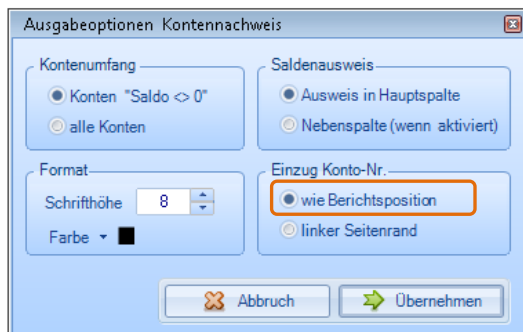 Ausgabeoptionen Kontennachweis
Kontenumfang
Konten "Saldo <> 0"
alle Konten
Saldenausweis
Ausweis in Hauptspalte
Nebenspalte (wenn aktiviert)
Format
Schrifthöhe 8
Farbe
Einzug Konto-Nr.
wie Berichtsposition
linker Seitenrand
Abbruch Übernehmen